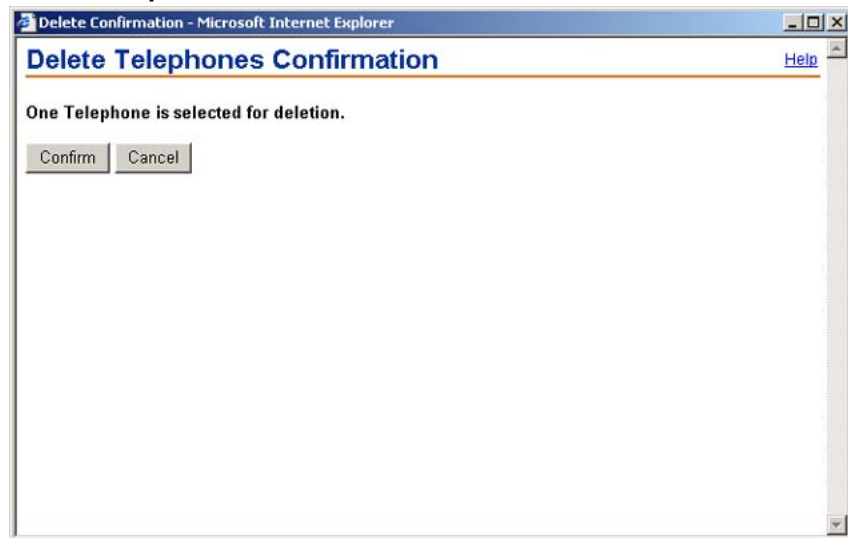 Delete Confirmation - Microsoft Internet Explorer
Delete Telephones Confirmation
Help
One Telephone is selected for deletion.
Confirm Cancel